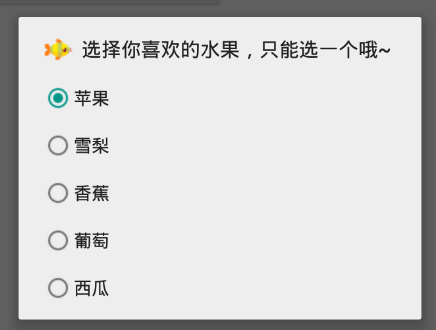 选择你喜欢的水果，只能选一个哦~
苹果
雪梨
香蕉
葡萄
西瓜